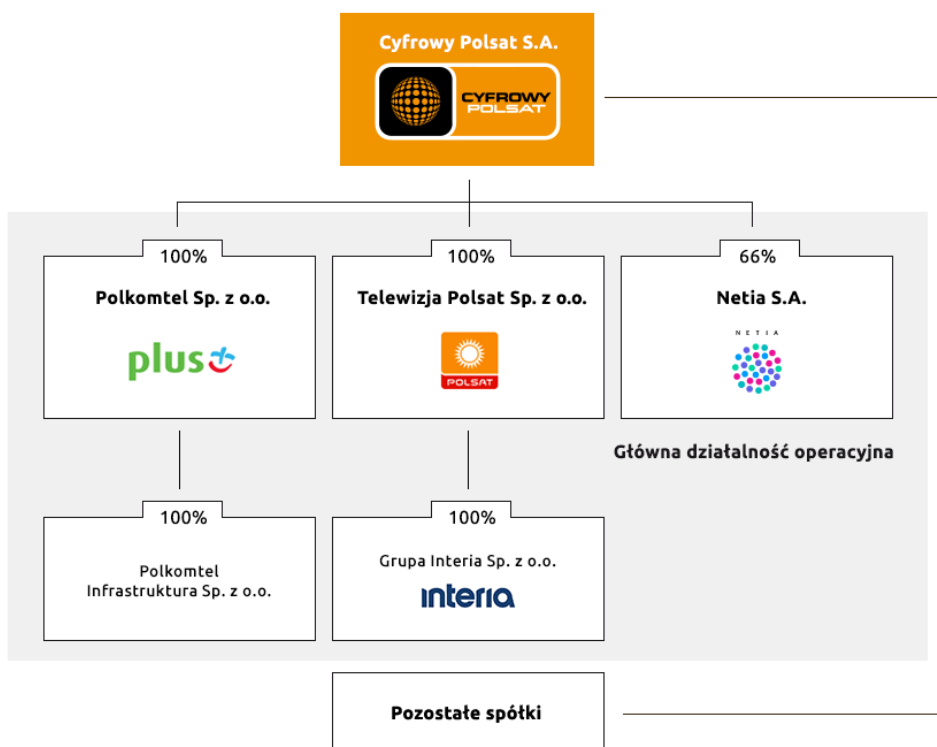 Cyfrowy Polsat S.A.
CYFROWY
POLSAT
100%
Polkomtel Sp. z o.o.
plus
100%
Telewizja Polsat Sp. z o.o.
POLSAT
66%
Netia S.A.
NETIA
Główna działalność operacyjna
100%
Polkomtel
Infrastruktura Sp. z o.o.
100%
Grupa Interia Sp. z o.o.
interia
Pozostałe spółki